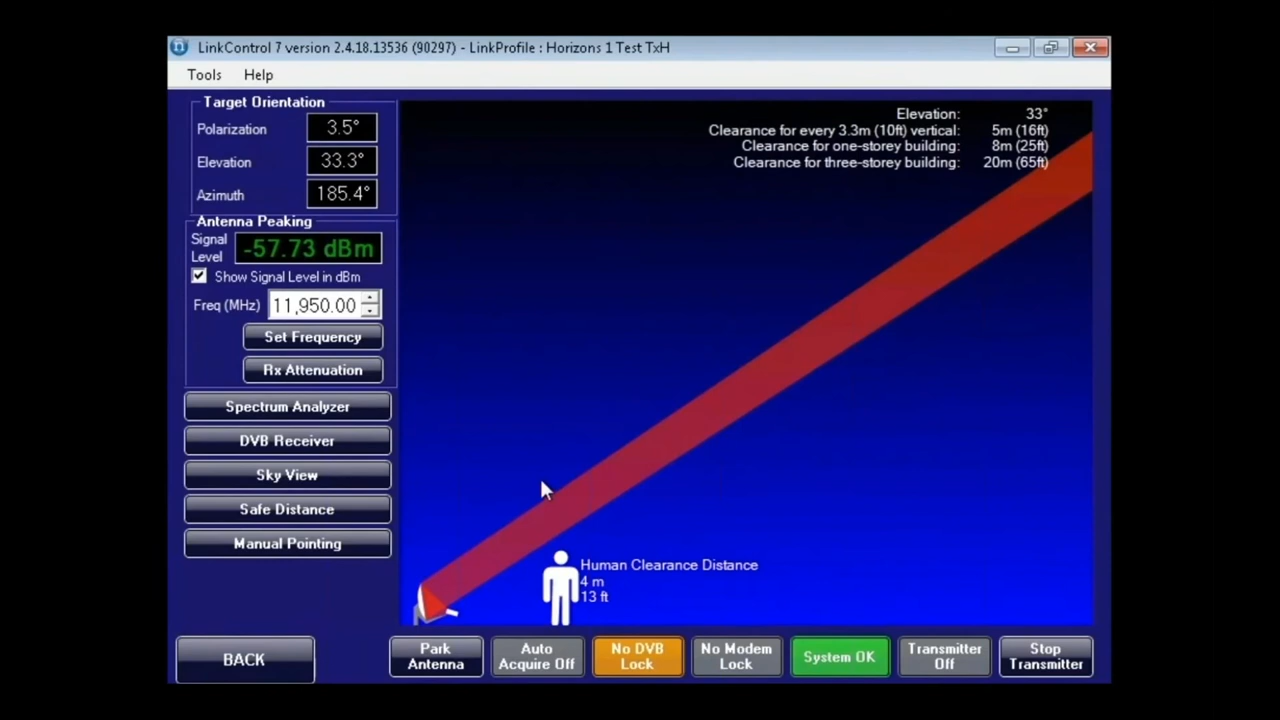 LinkControl 7 version 2.4.18.13536 (90297) - LinkProfile : Horizons 1 Test TxH
Tools Help
Target Orientation
Polarization 3.5°
Elevation 33.3°
Azimuth 185.4°
Antenna Peaking
Signal Level -57.73 dBm
Show Signal Level in dBm
Freq (MHz) 11,950.00
Set Frequency
Rx Attenuation
Spectrum Analyzer
DVB Receiver
Sky View
Safe Distance
Manual Pointing
Elevation: 33°
Clearance for every 3.3m (10ft) vertical: 5m (16ft)
Clearance for one-storey building: 8m (25ft)
Clearance for three-storey building: 20m (65ft)
Human Clearance Distance
4 m
13 ft
BACK
Park Antenna
Auto Acquire Off
No DVB Lock
No Modem Lock
System OK
Transmitter Off
Stop Transmitter